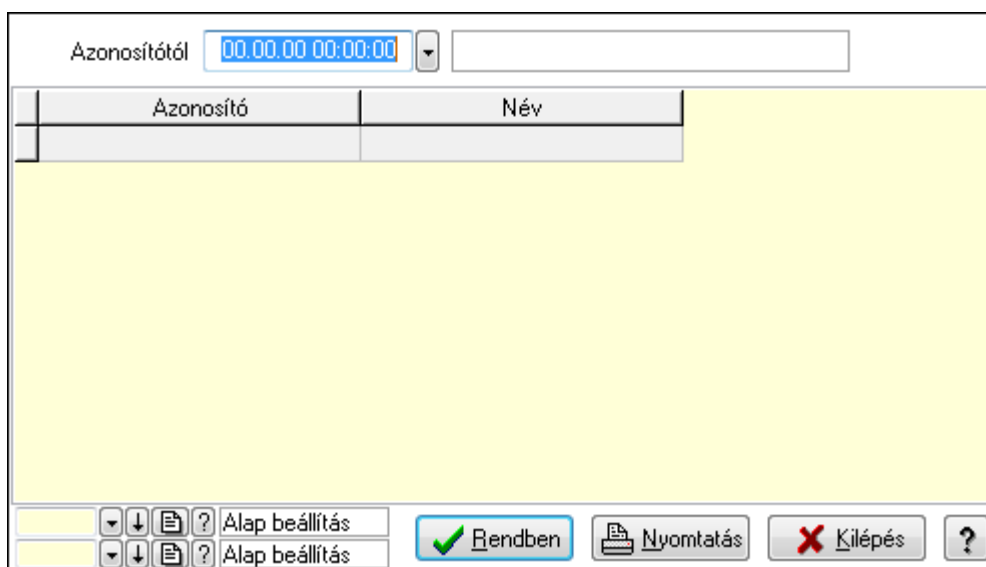 Azonosítótól 00.00.00 00:00:00
Azonosító Név
? Alap beállítás
? Alap beállítás
Rendben Nyomtatás Kilépés ?